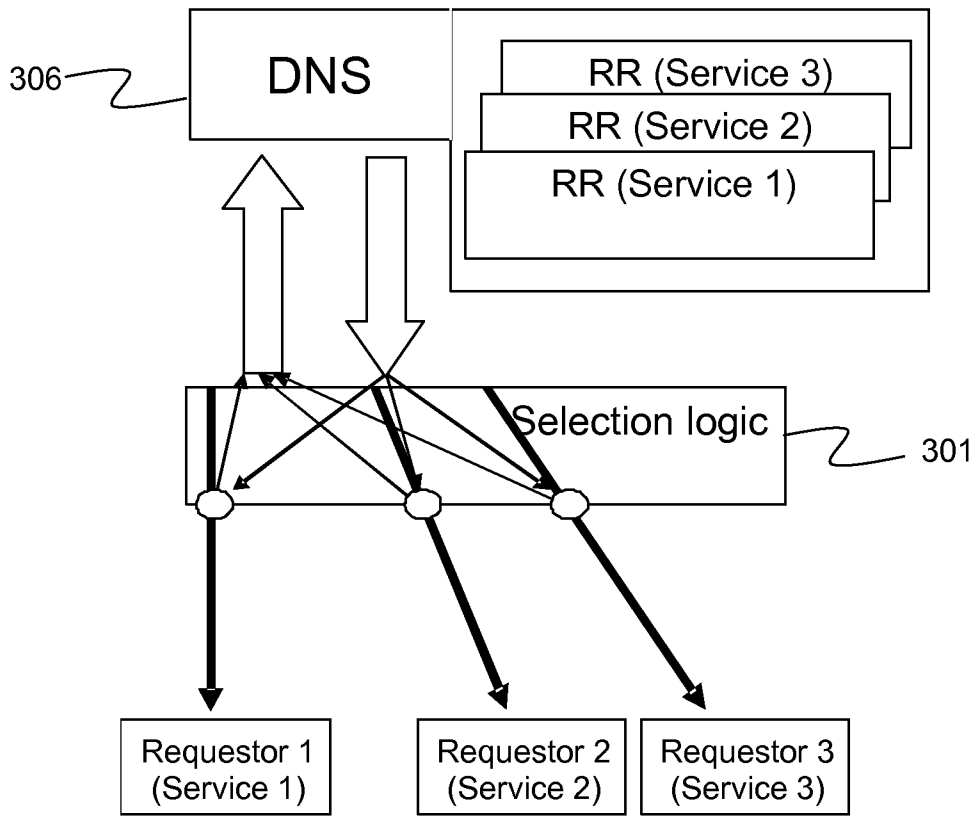 306
DNS
RR (Service 3)
RR (Service 2)
RR (Service 1)
Selection logic
301
Requestor 1
(Service 1)
Requestor 2
(Service 2)
Requestor 3
(Service 3)